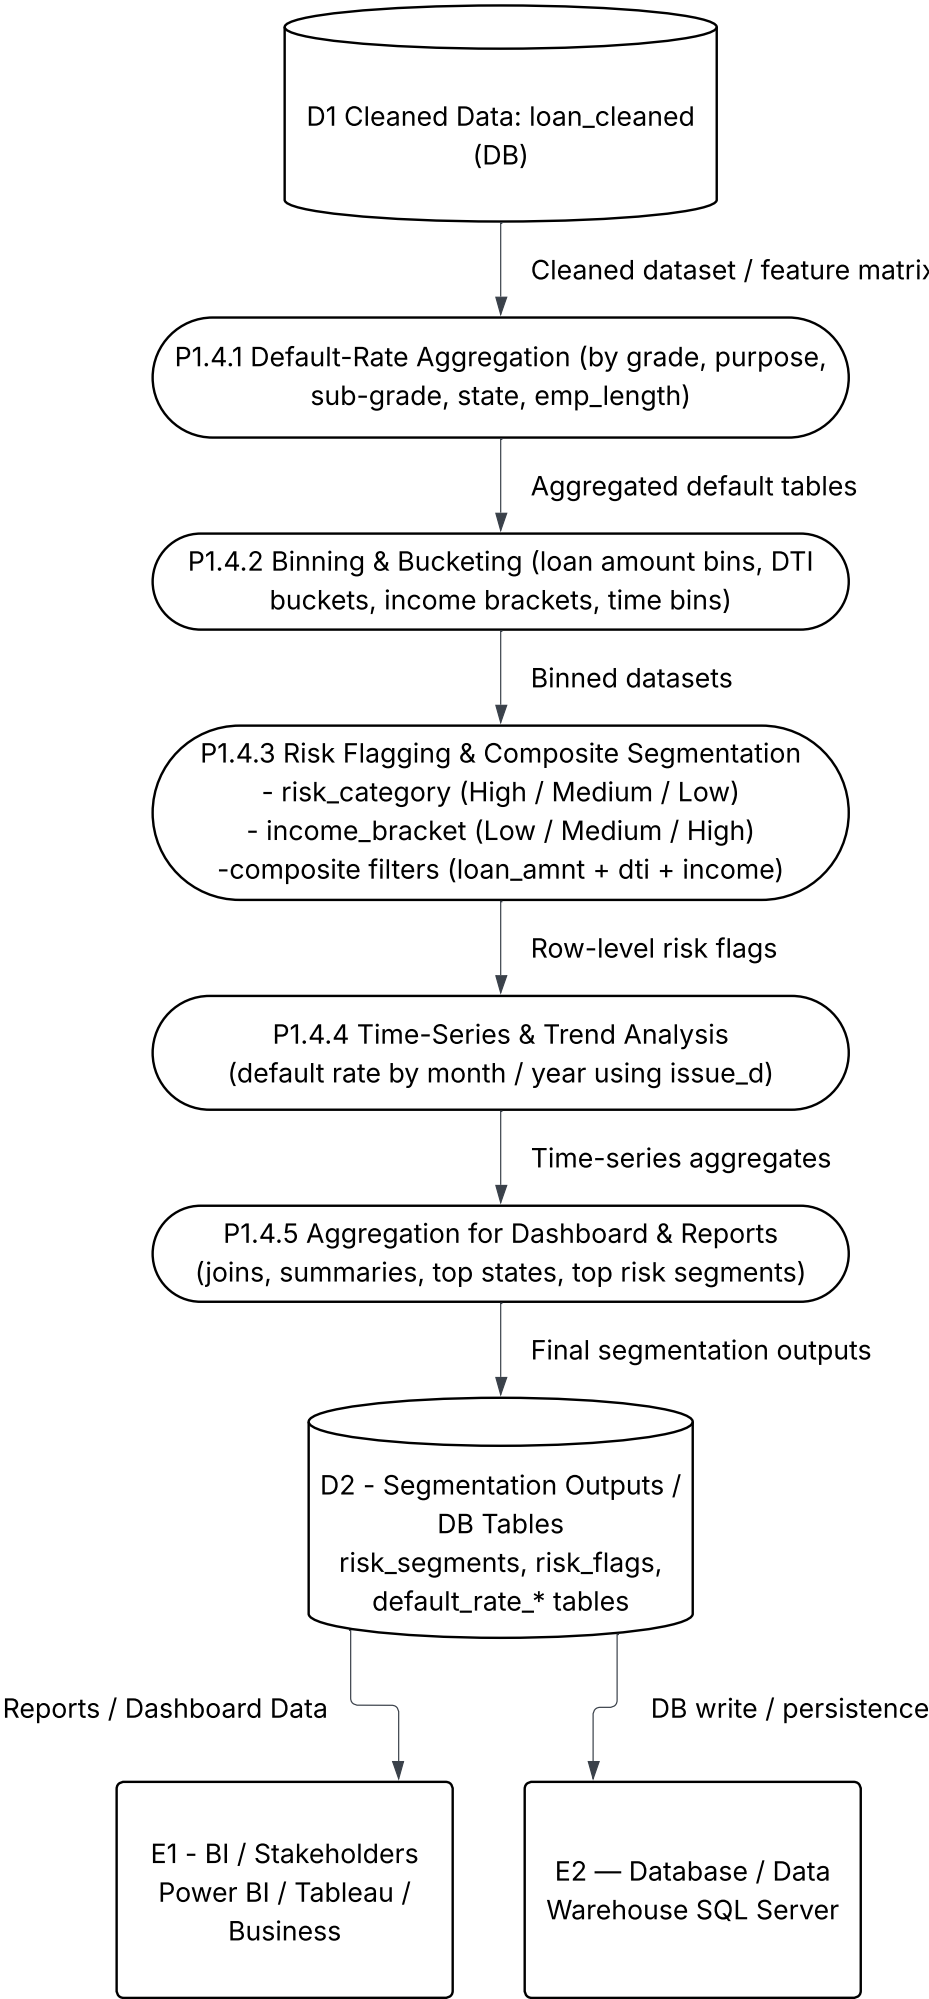 D1 Cleaned Data: loan_cleaned
(DB)
Cleaned dataset / feature matrix
P1.4.1 Default-Rate Aggregation (by grade, purpose,
sub-grade, state, emp_length)
Aggregated default tables
P1.4.2 Binning & Bucketing (loan amount bins, DTI
buckets, income brackets, time bins)
Binned datasets
P1.4.3 Risk Flagging & Composite Segmentation
- risk_category (High / Medium / Low)
- income_bracket (Low / Medium / High)
-composite filters (loan_amnt + dti + income)
Row-level risk flags
P1.4.4 Time-Series & Trend Analysis
(default rate by month / year using issue_d)
Time-series aggregates
P1.4.5 Aggregation for Dashboard & Reports
(joins, summaries, top states, top risk segments)
Final segmentation outputs
D2 - Segmentation Outputs /
DB Tables
risk_segments, risk_flags,
default_rate_* tables
Reports / Dashboard Data
DB write / persistence
E1 - BI / Stakeholders
Power BI / Tableau /
Business
E2 — Database / Data
Warehouse SQL Server